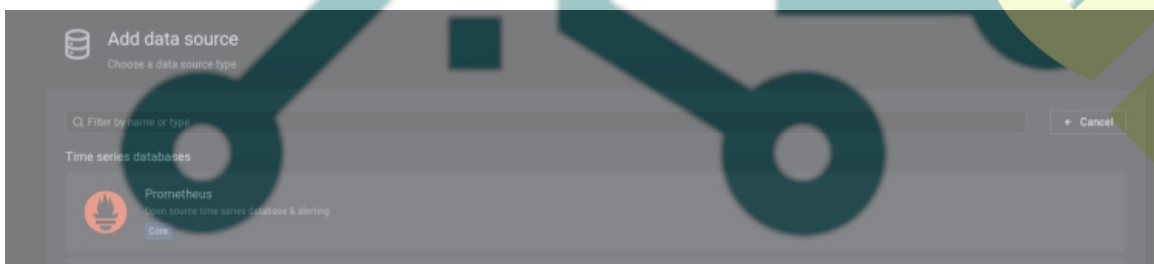 Add data source
Choose a data source type
Filter by name or type
Cancel
Time series databases
Prometheus
Open source time series database & alerting
Core